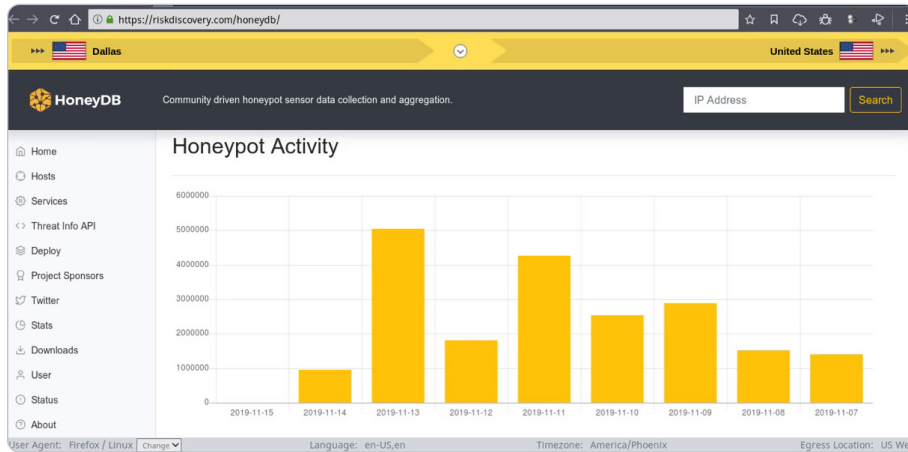 https://riskdiscovery.com/honeydb/
Dallas
United States
HoneyDB
Community driven honeypot sensor data collection and aggregation.
IP Address
Search
Home
Hosts
Services
Threat Info API
Deploy
Project Sponsors
Twitter
Stats
Downloads
User
Status
About
Honeypot Activity
6000000
5000000
4000000
3000000
2000000
1000000
0
2019-11-15 2019-11-14 2019-11-13 2019-11-12 2019-11-11 2019-11-10 2019-11-09 2019-11-08 2019-11-07
User Agent: Firefox / Linux Change Language: en-US,en Timezone: America/Phoenix Egress Location: US We